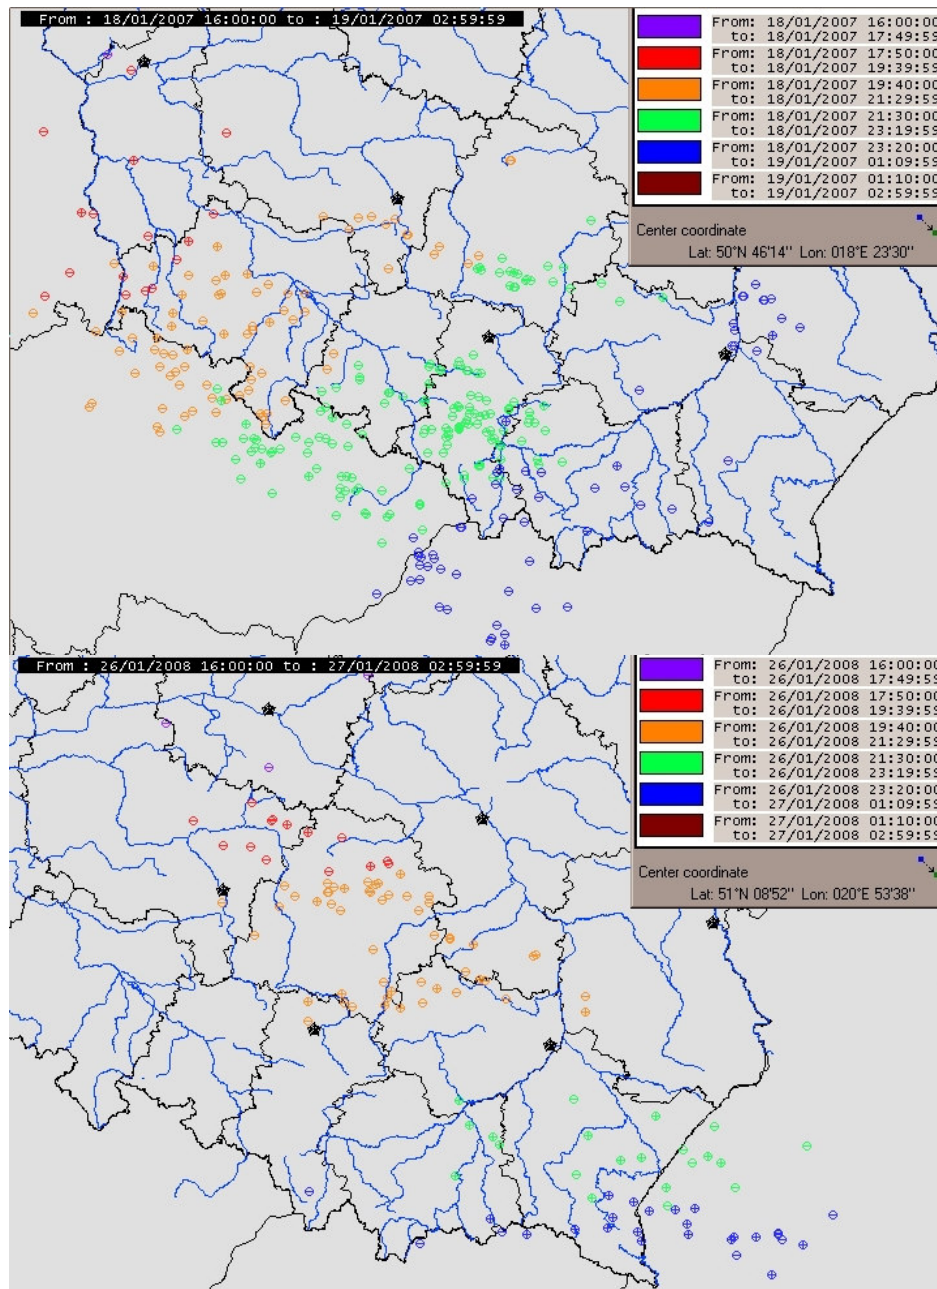 From : 18/01/2007 16:00:00 to : 19/01/2007 02:59:59
From: 18/01/2007 16:00:00
to: 18/01/2007 17:49:59
From: 18/01/2007 17:50:00
to: 18/01/2007 19:39:59
From: 18/01/2007 19:40:00
to: 18/01/2007 21:29:59
From: 18/01/2007 21:30:00
to: 18/01/2007 23:19:59
From: 18/01/2007 23:20:00
to: 19/01/2007 01:09:59
From: 19/01/2007 01:10:00
to: 19/01/2007 02:59:59
Center coordinate
Lat: 50°N 46'14'' Lon: 018°E 23'30''
From : 26/01/2008 16:00:00 to : 27/01/2008 02:59:59
From: 26/01/2008 16:00:00
to: 26/01/2008 17:49:59
From: 26/01/2008 17:50:00
to: 26/01/2008 19:39:59
From: 26/01/2008 19:40:00
to: 26/01/2008 21:29:59
From: 26/01/2008 21:30:00
to: 26/01/2008 23:19:59
From: 26/01/2008 23:20:00
to: 27/01/2008 01:09:59
From: 27/01/2008 01:10:00
to: 27/01/2008 02:59:59
Center coordinate
Lat: 51°N 08'52'' Lon: 020°E 53'38''